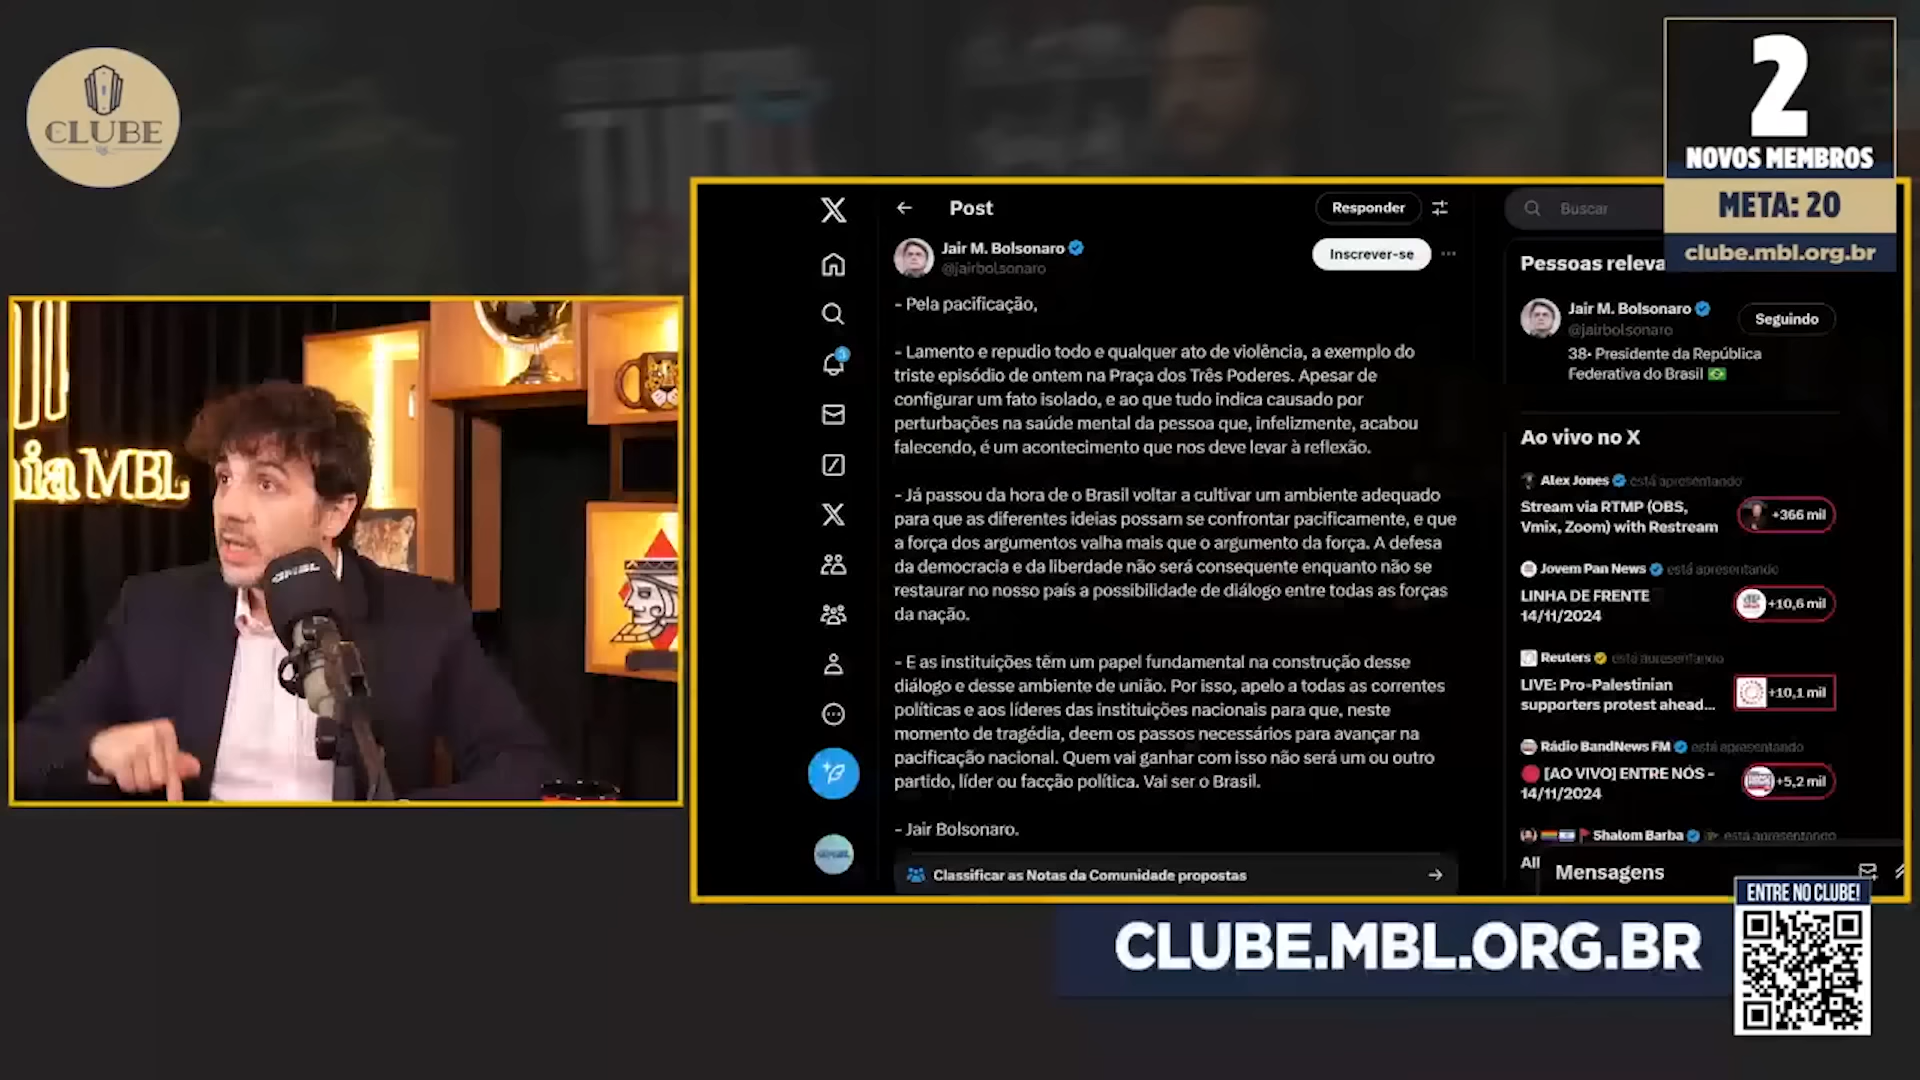 CLUBE
2
NOVOS MEMBROS
META: 20
clube.mbl.org.br
MBL
Post
Responder
Buscar
Jair M. Bolsonaro
@jairbolsonaro
Inscrever-se
- Pela pacificação,
- Lamento e repudio todo e qualquer ato de violência, a exemplo do
triste episódio de ontem na Praça dos Três Poderes. Apesar de
configurar um fato isolado, e ao que tudo indica causado por
perturbações na saúde mental da pessoa que, infelizmente, acabou
falecendo, é um acontecimento que nos deve levar à reflexão.
- Já passou da hora de o Brasil voltar a cultivar um ambiente adequado
para que as diferentes ideias possam se confrontar pacificamente, e que
a força dos argumentos valha mais que o argumento da força. A defesa
da democracia e da liberdade não será consequente enquanto não se
restaurar no nosso país a possibilidade de diálogo entre todas as forças
da nação.
- E as instituições têm um papel fundamental na construção desse
diálogo e desse ambiente de união. Por isso, apelo a todas as correntes
políticas e aos líderes das instituições nacionais para que, neste
momento de tragédia, deem os passos necessários para avançar na
pacificação nacional. Quem vai ganhar com isso não será um ou outro
partido, líder ou facção política. Vai ser o Brasil.
- Jair Bolsonaro.
Classificar as Notas da Comunidade propostas
Pessoas releva
Jair M. Bolsonaro
@jairbolsonaro
Seguindo
38• Presidente da República
Federativa do Brasil
Ao vivo no X
Alex Jones está apresentando
Stream via RTMP (OBS,
Vmix, Zoom) with Restream
+366 mil
Jovem Pan News está apresentando
LINHA DE FRENTE
14/11/2024
+10,6 mil
Reuters está apresentando
LIVE: Pro-Palestinian
supporters protest ahead...
+10,1 mil
Rádio BandNews FM está apresentando
[AO VIVO] ENTRE NÓS -
14/11/2024
+5,2 mil
Shalom Barba está apresentando
All
Mensagens
ENTRE NO CLUBE!
CLUBE.MBL.ORG.BR